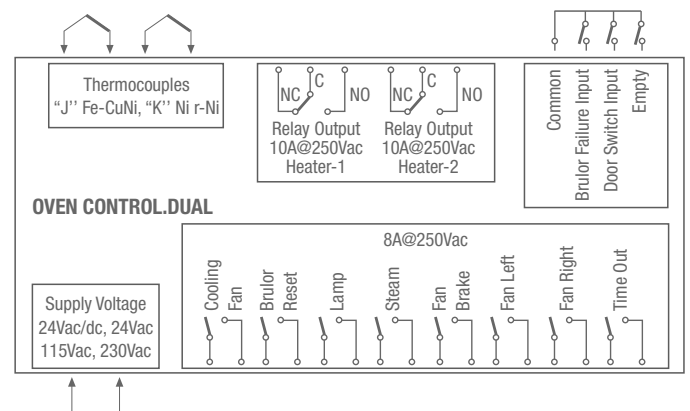 Thermocouples
“J’’ Fe-CuNi, “K’’ Ni r-Ni
NC
C
NO
NC
C
NO
Relay Output
10A@250Vac
Heater-1
Relay Output
10A@250Vac
Heater-2
Common
Brulor Failure Input
Door Switch Input
Empty
OVEN CONTROL.DUAL
8A@250Vac
Cooling
Fan
Brulor
Reset
Lamp
Steam
Fan
Brake
Fan Left
Fan Right
Time Out
Supply Voltage
24Vac/dc, 24Vac
115Vac, 230Vac